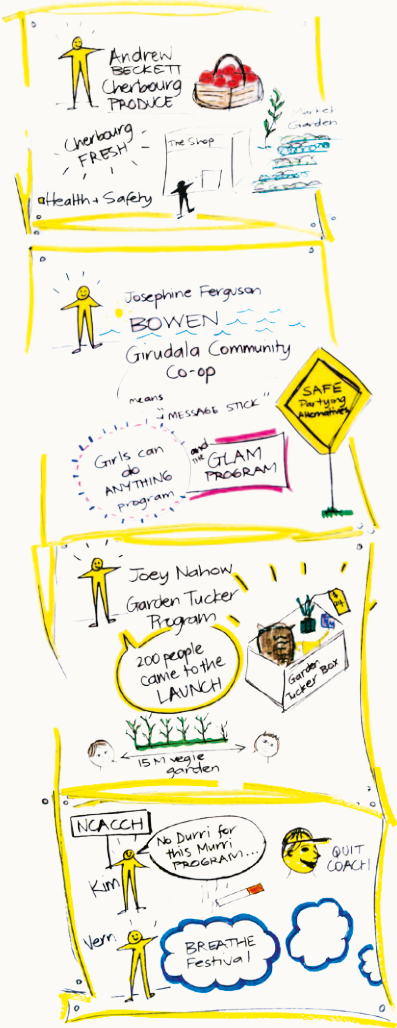 Andrew
BECKETT
Cherbourg
PRODUCE
Cherbourg
FRESH
The Shop
Market
Garden
Health + Safety
Josephine Ferguson
BOWEN
Girudala Community
Co-op
means
"MESSAGE STICK"
SAFE
Partying
Alternatives
Girls can
do
ANYTHING
program
and
the
GLAM
PROGRAM
Joey Nahow
Garden Tucker
Program
200 people
came to the
LAUNCH
Garden
Tucker Box
15 M vegie
garden
NCACCH
No Durri for
this Murri
PROGRAM...
Kim
QUIT
COACH
Vern
BREATHE
Festival